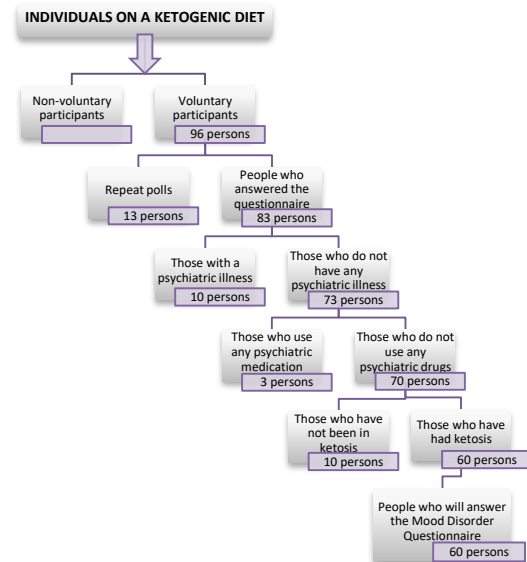 INDIVIDUALS ON A KETOGENIC DIET
Non-voluntary
participants
Voluntary
participants
96 persons
Repeat polls
13 persons
People who
answered the
questionnaire
83 persons
Those with a
psychiatric illness
10 persons
Those who do not
have any
psychiatric illness
73 persons
Those who use
any psychiatric
medication
3 persons
Those who do not
use any
psychiatric drugs
70 persons
Those who have
not been in
ketosis
10 persons
Those who have
had ketosis
60 persons
People who will answer
the Mood Disorder
Questionnaire
60 persons